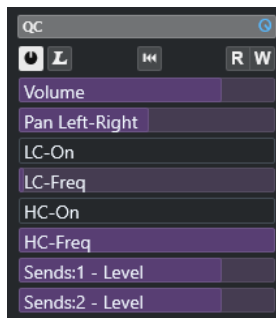 QC
L
R W
Volume
Pan Left-Right
LC-On
LC-Freq
HC-On
HC-Freq
Sends:1 - Level
Sends:2 - Level